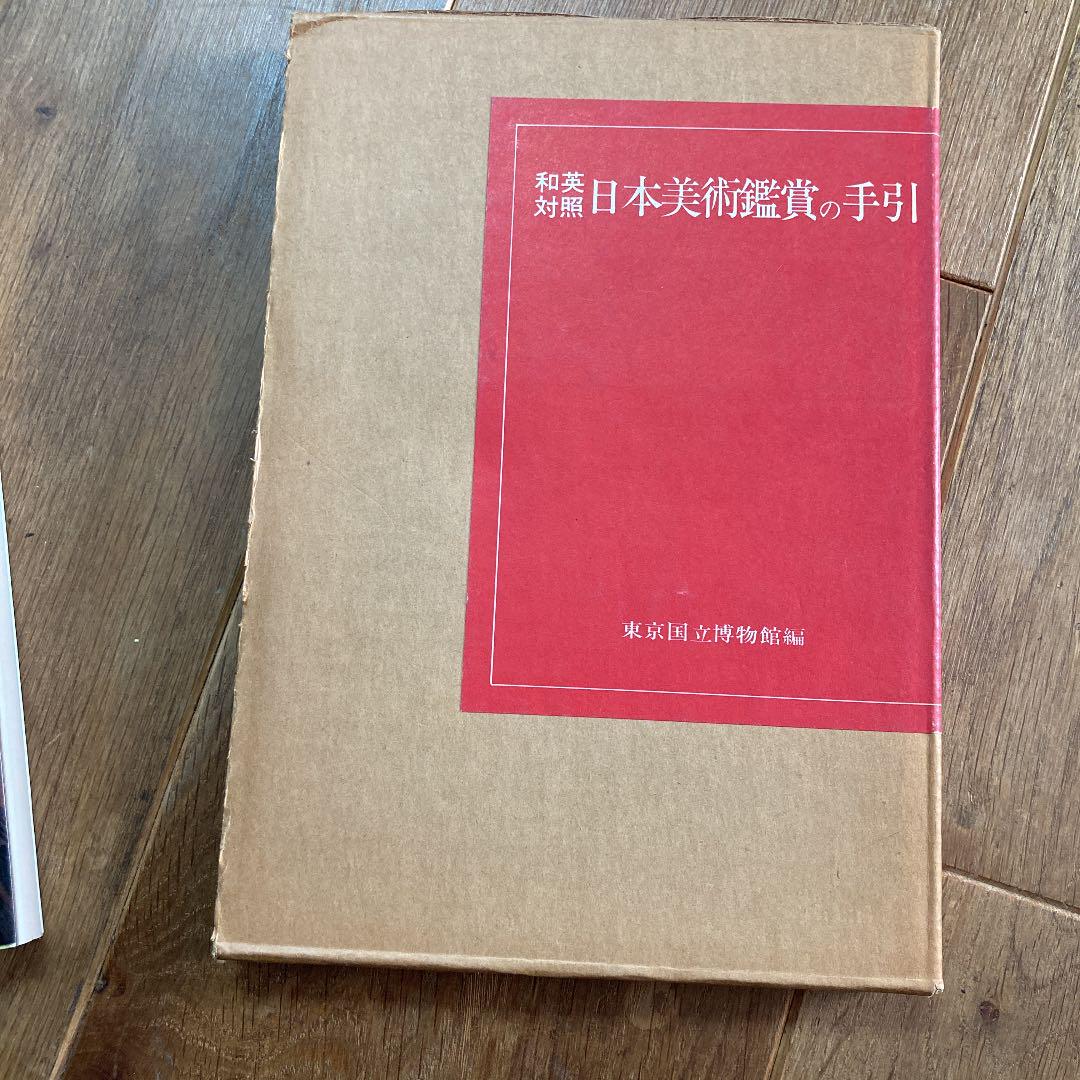 和英対照 日本美術鑑賞の手引
東京国立博物館編